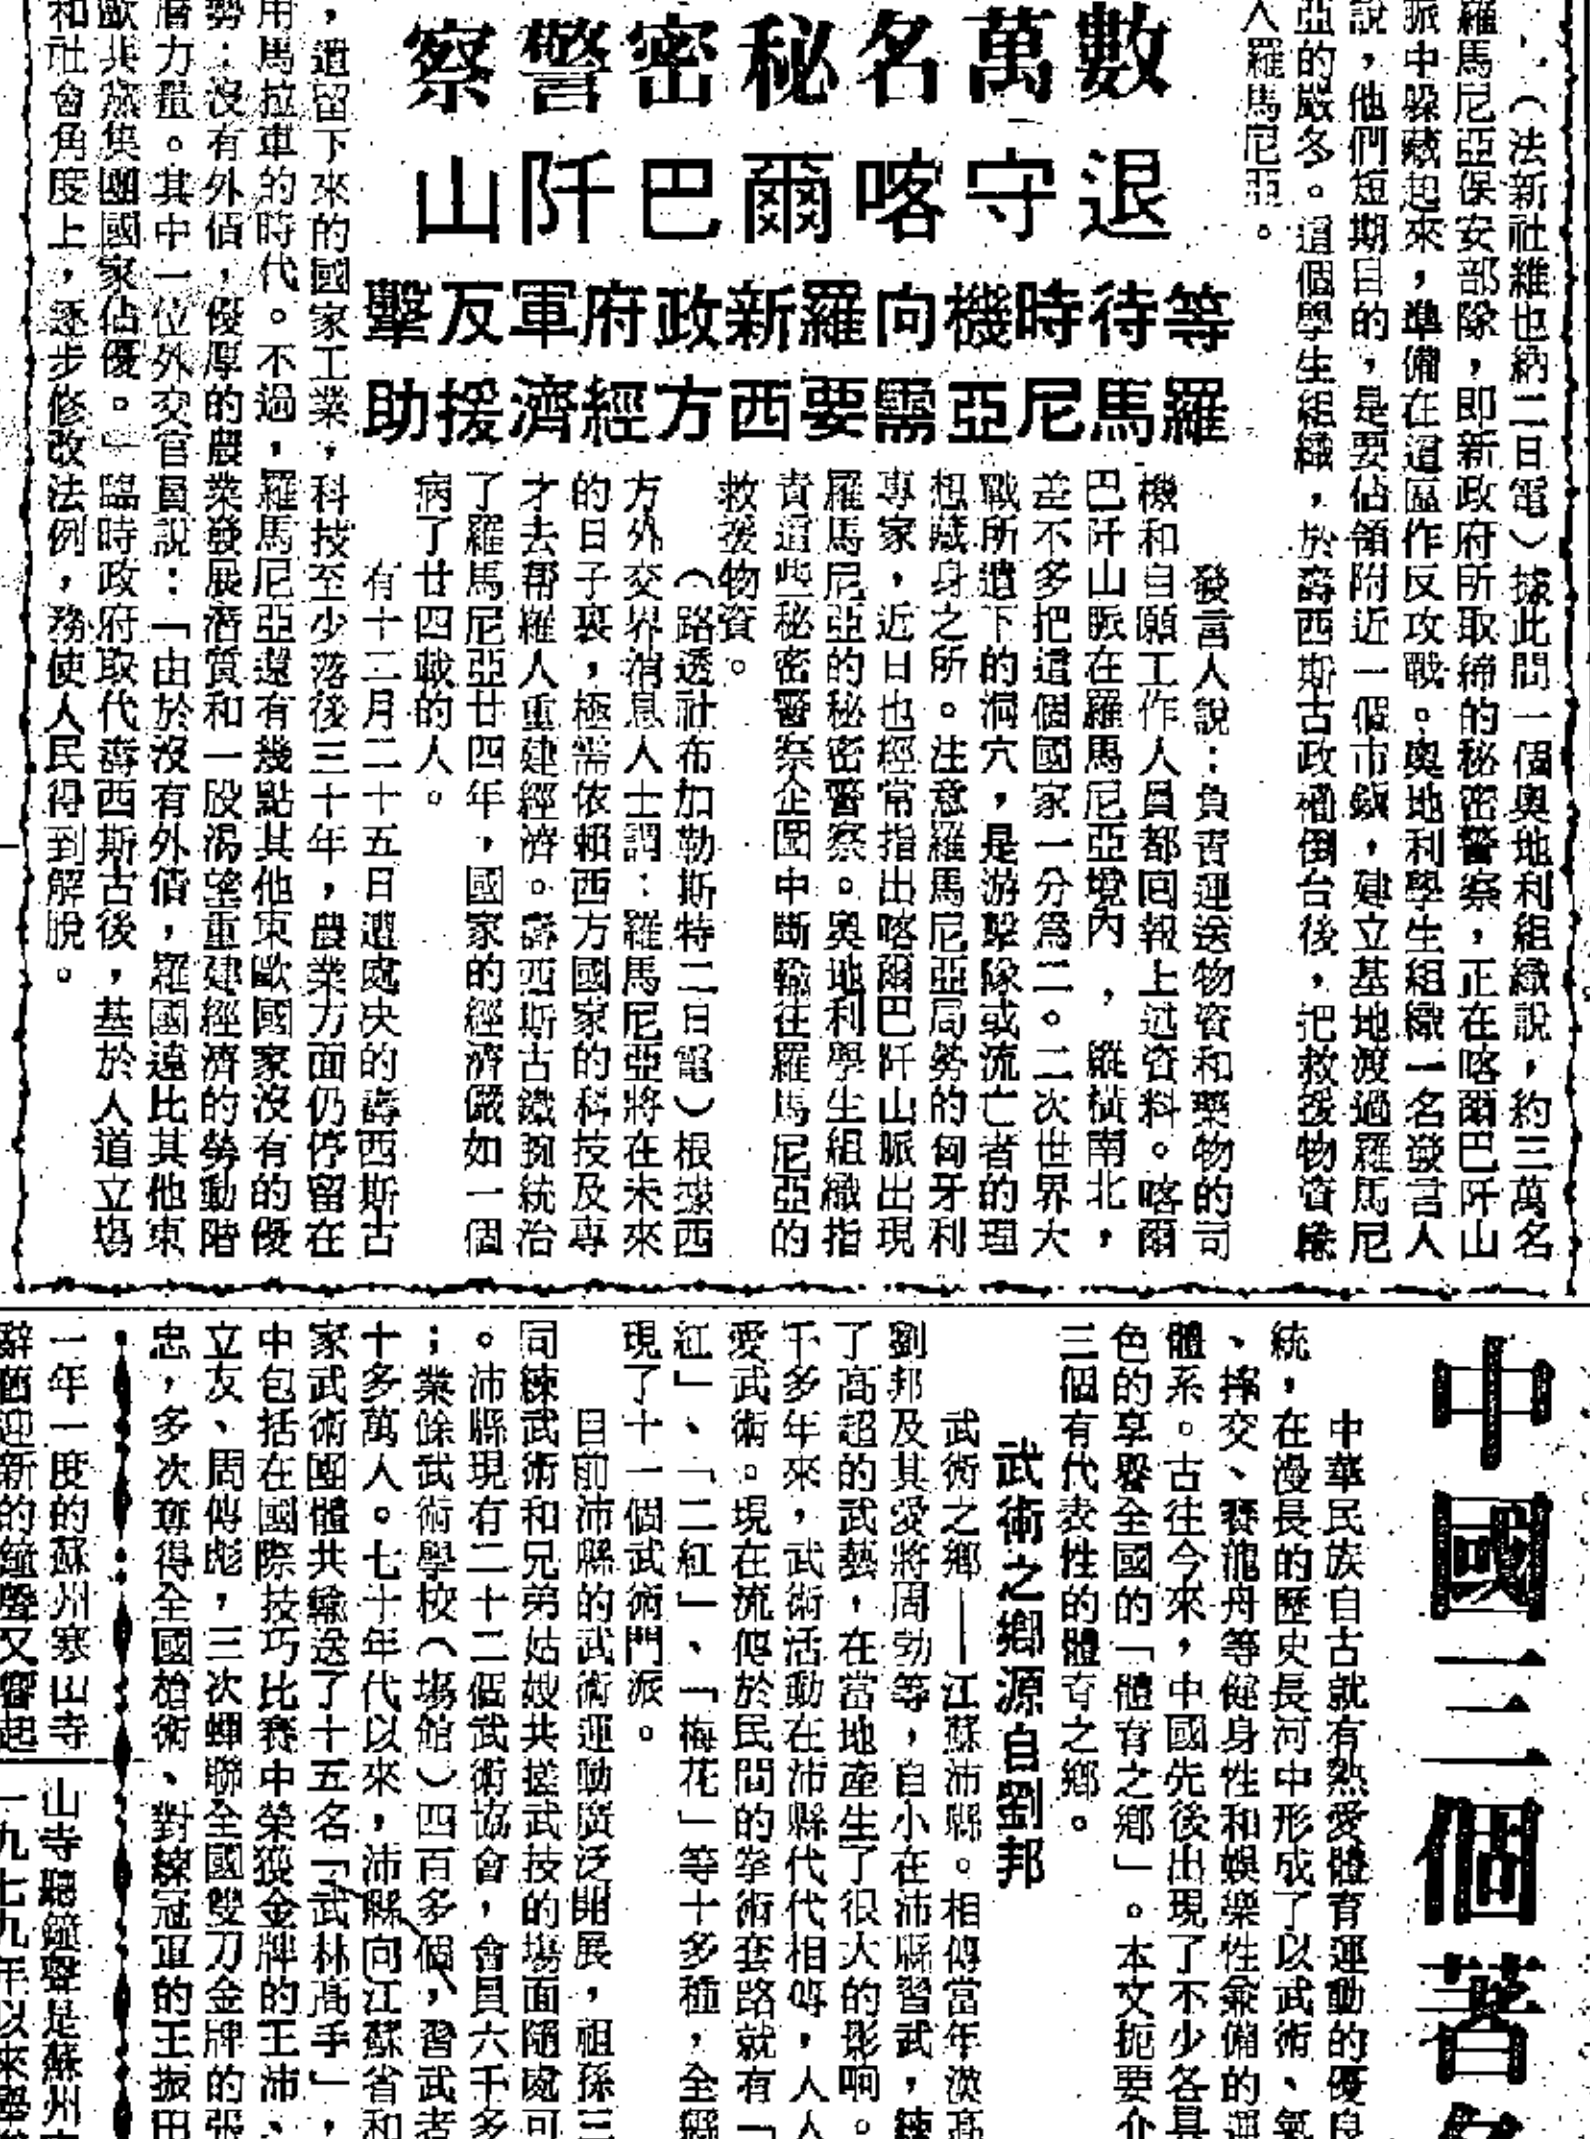 數萬名秘密警察
退守喀爾巴阡山
等待時機向羅新政府軍反擊
羅馬尼亞需要西方經濟援助
（法新社維也納二日電）據此間一個奧地利組織說，約三萬名
羅馬尼亞保安部隊，即新政府所取締的秘密警察，正在喀爾巴阡山
脈中躲藏起來，準備在這區作反攻戰。奧地利學生組織一名發言人
說，他們短期目的，是要佔領附近一個市鎮，建立基地渡過羅馬尼
亞的嚴冬。這個學生組織，於壽西斯古政權倒台後，把救援物資
入羅馬尼亞。
發言人說：負責運送物資和藥物的司
機和自願工作人員都回報上述資料。喀爾
巴阡山脈在羅馬尼亞境內，縱橫南北，
差不多把這個國家一分為二。二次世界大
戰所遺下的洞穴，是游擊隊或流亡者的理
想藏身之所。注意羅馬尼亞局勢的匈牙利
專家，近日也經常指出喀爾巴阡山脈出現
羅馬尼亞的秘密警察。奧地利學生組織指
責這些秘密警察企圖中斷輸往羅馬尼亞的
救援物資。
（路透社布加勒斯特二日電）根據西
方外交界消息人士謂：羅馬尼亞將在未來
的日子裏，極需依賴西方國家的科技及專
才去帮羅人重建經濟。壽西斯古鐵腕統治
了羅馬尼亞廿四年，國家的經濟儼如一個
病了廿四載的人。
有十二月二十五日遭處决的壽西斯古
，遺留下來的國家工業，科技至少落後三十年，農業方面仍停留在
用馬拉車的時代。不過，羅馬尼亞還有幾點其他東歐國家沒有的優
勢：沒有外債，優厚的農業發展潛質和一股渴望重建經濟的勞動階
層力量。其中一位外交官員說：「由於沒有外債，羅國遠比其他東
歐共黨集團國家佔優。」臨時政府取代壽西斯古後，基於人道立場
和社會角度上，逐步修改法例，務使人民得到解脫。
中國三個著名
中華民族自古就有熱愛體育運動的優良
統，在漫長的歷史長河中形成了以武術、氣
、摔交、賽龍舟等健身性和娛樂性兼備的運
體系。古往今來，中國先後出現了不少各具
色的享譽全國的「體育之鄉」。本文扼要介
三個有代表性的體育之鄉。
武術之鄉源自劉邦
武術之鄉——江蘇沛縣。相傳當年漢高
劉邦及其愛將周勃等，自小在沛縣習武，練
了高超的武藝，在當地產生了很大的影响。
千多年來，武術活動在沛縣代代相傳，人人
愛武術。現在流傳於民間的拳術套路就有「
紅」、「二紅」、「梅花」等十多種，全縣
現了十一個武術門派。
目前沛縣的武術運動廣泛開展，祖孫三
同練武術和兄弟姑嫂共搓武技的場面隨處可
。沛縣現有二十二個武術協會，會員六千多
；業餘武術學校（場館）四百多個，習武者
十多萬人。七十年代以來，沛縣向江蘇省和
家武術團體共輸送了十五名「武林高手」，
中包括在國際技巧比賽中榮獲金牌的王沛、
立友、周傳彪，三次蟬聯全國雙刀金牌的張
忠，多次奪得全國槍術、對練冠軍的王振田
一年一度的蘇州寒山寺
辭舊迎新的鐘聲又響起
山寺聽鐘聲是蘇州
一九七九年以來舉